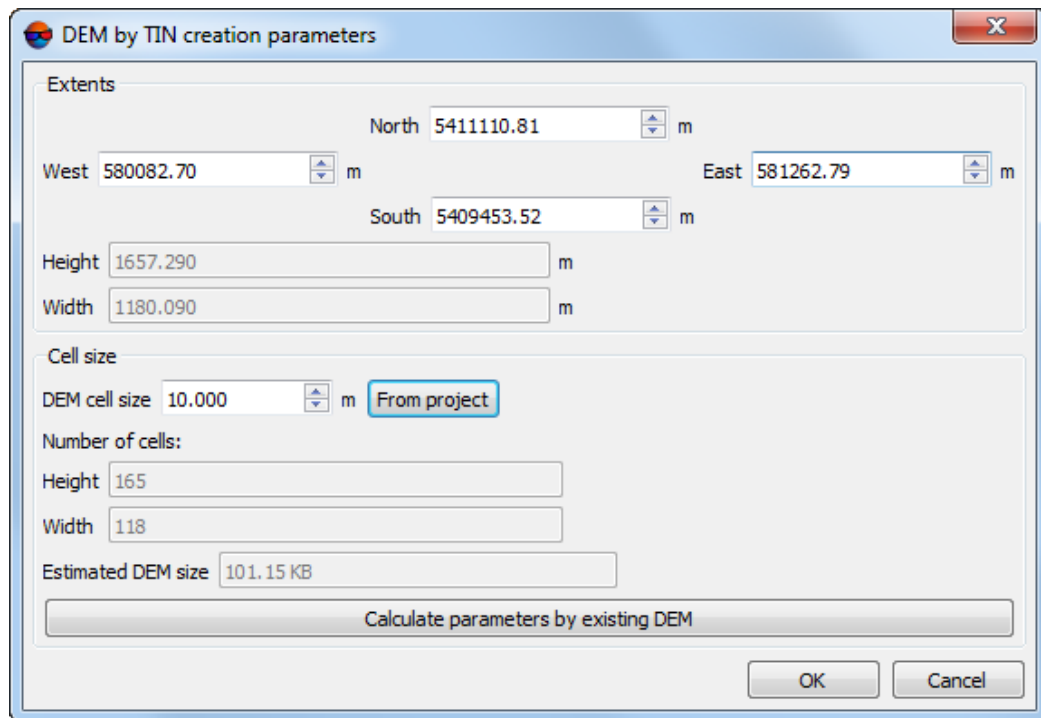 DEM by TIN creation parameters
Extents
North 5411110.81 m
West 580082.70 m East 581262.79 m
South 5409453.52 m
Height 1657.290 m
Width 1180.090 m
Cell size
DEM cell size 10.000 m From project
Number of cells:
Height 165
Width 118
Estimated DEM size 101.15 KB
Calculate parameters by existing DEM
OK Cancel